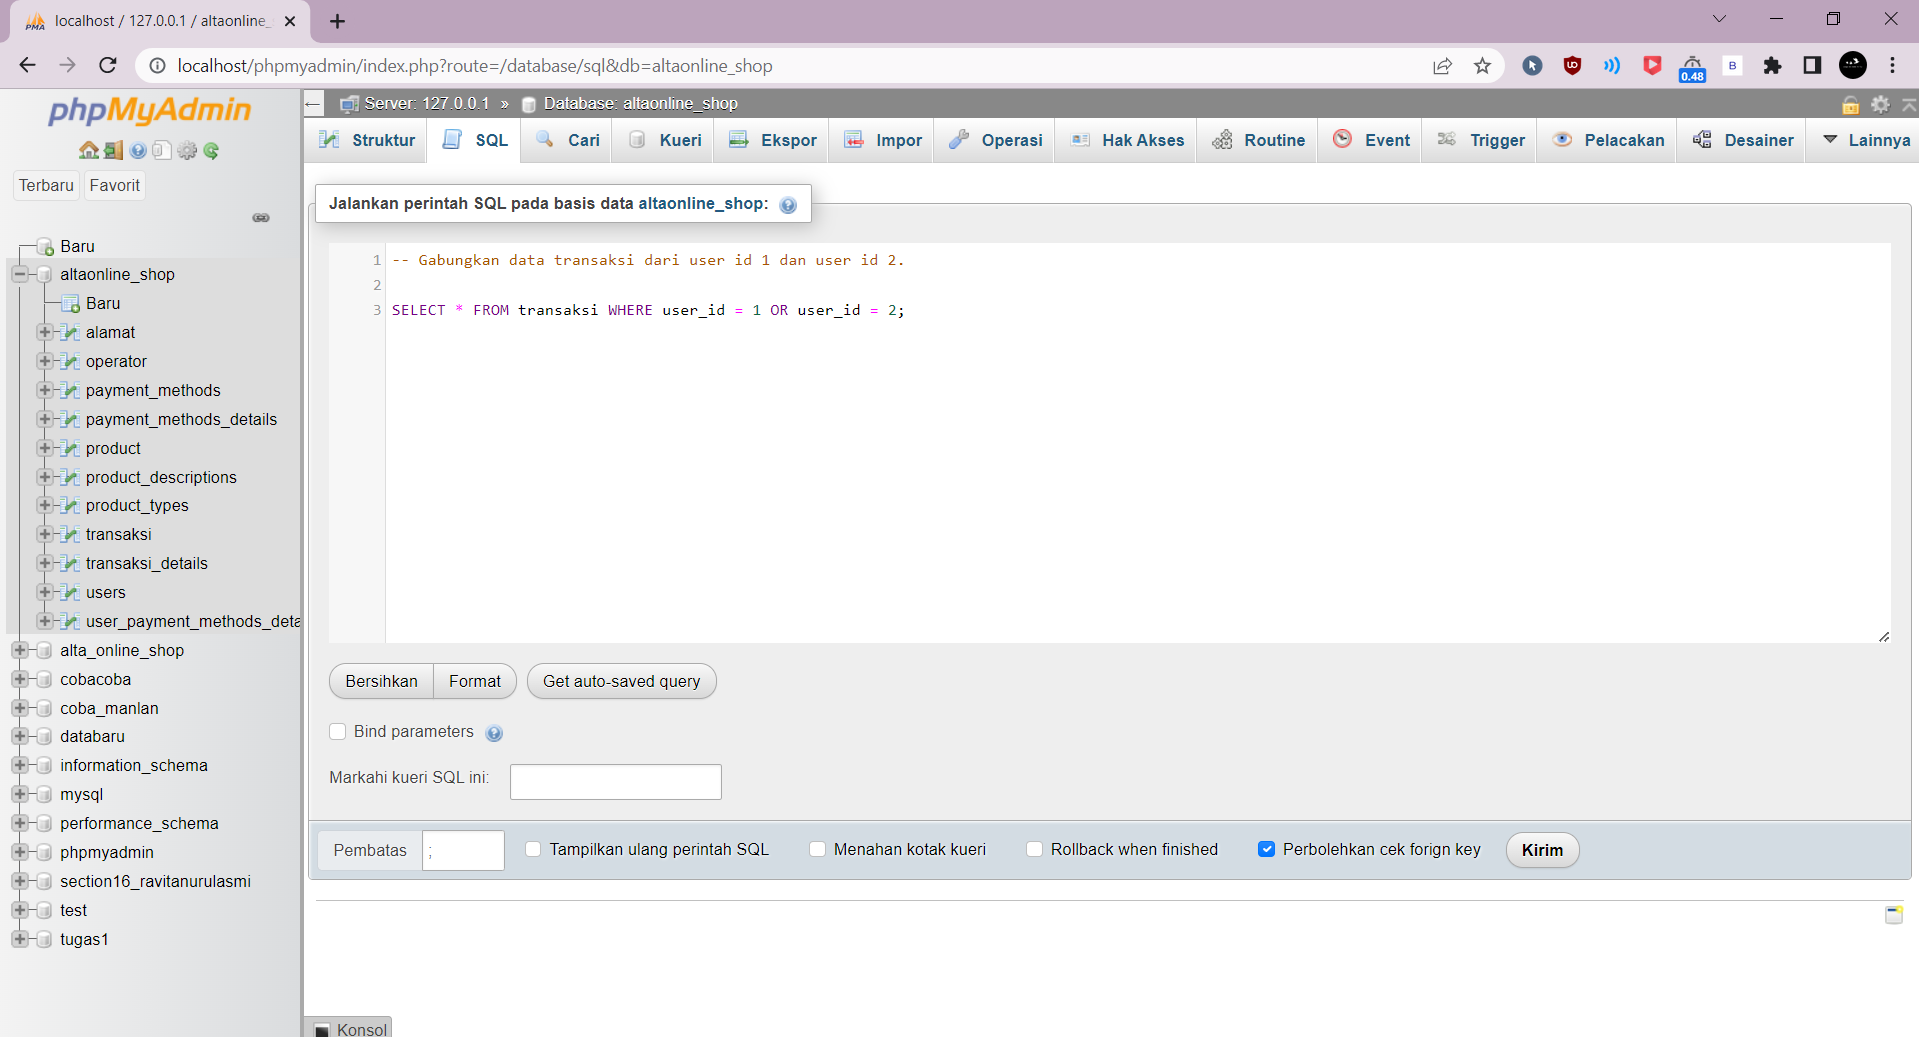 localhost / 127.0.0.1 / altaonline_
localhost/phpmyadmin/index.php?route=/database/sql&db=altaonline_shop
0.48
B
PMA
phpMyAdmin
Terbaru
Favorit
Baru
altaonline_shop
Baru
alamat
operator
payment_methods
payment_methods_details
product
product_descriptions
product_types
transaksi
transaksi_details
users
user_payment_methods_deta
alta_online_shop
cobacoba
coba_manlan
databaru
information_schema
mysql
performance_schema
phpmyadmin
section16_ravitanurulasmi
test
tugas1
Server: 127.0.0.1 » Database: altaonline_shop
Struktur
SQL
Cari
Kueri
Ekspor
Impor
Operasi
Hak Akses
Routine
Event
Trigger
Pelacakan
Desainer
Lainnya
Jalankan perintah SQL pada basis data altaonline_shop:
1 -- Gabungkan data transaksi dari user id 1 dan user id 2.
2
3 SELECT * FROM transaksi WHERE user_id = 1 OR user_id = 2;
Bersihkan
Format
Get auto-saved query
Bind parameters
Markahi kueri SQL ini:
Pembatas
;
Tampilkan ulang perintah SQL
Menahan kotak kueri
Rollback when finished
Perbolehkan cek forign key
Kirim
Konsol